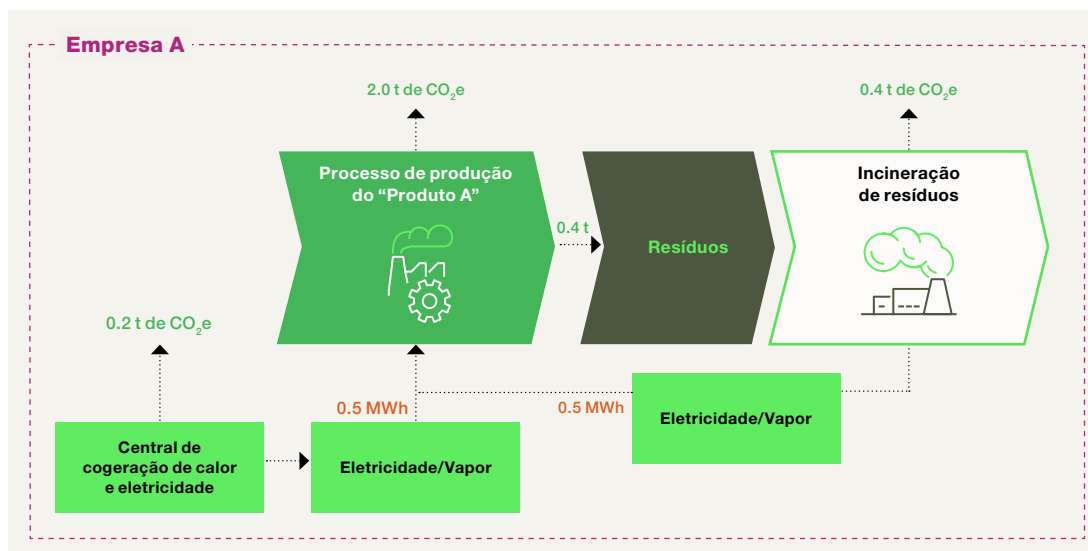 Empresa A
2.0 t de CO₂e
0.4 t de CO₂e
Processo de produção
do “Produto A”
Incineração
de resíduos
0.4 t
Resíduos
0.2 t de CO₂e
0.5 MWh
0.5 MWh
Eletricidade/Vapor
Central de
cogeração de calor
e eletricidade
Eletricidade/Vapor